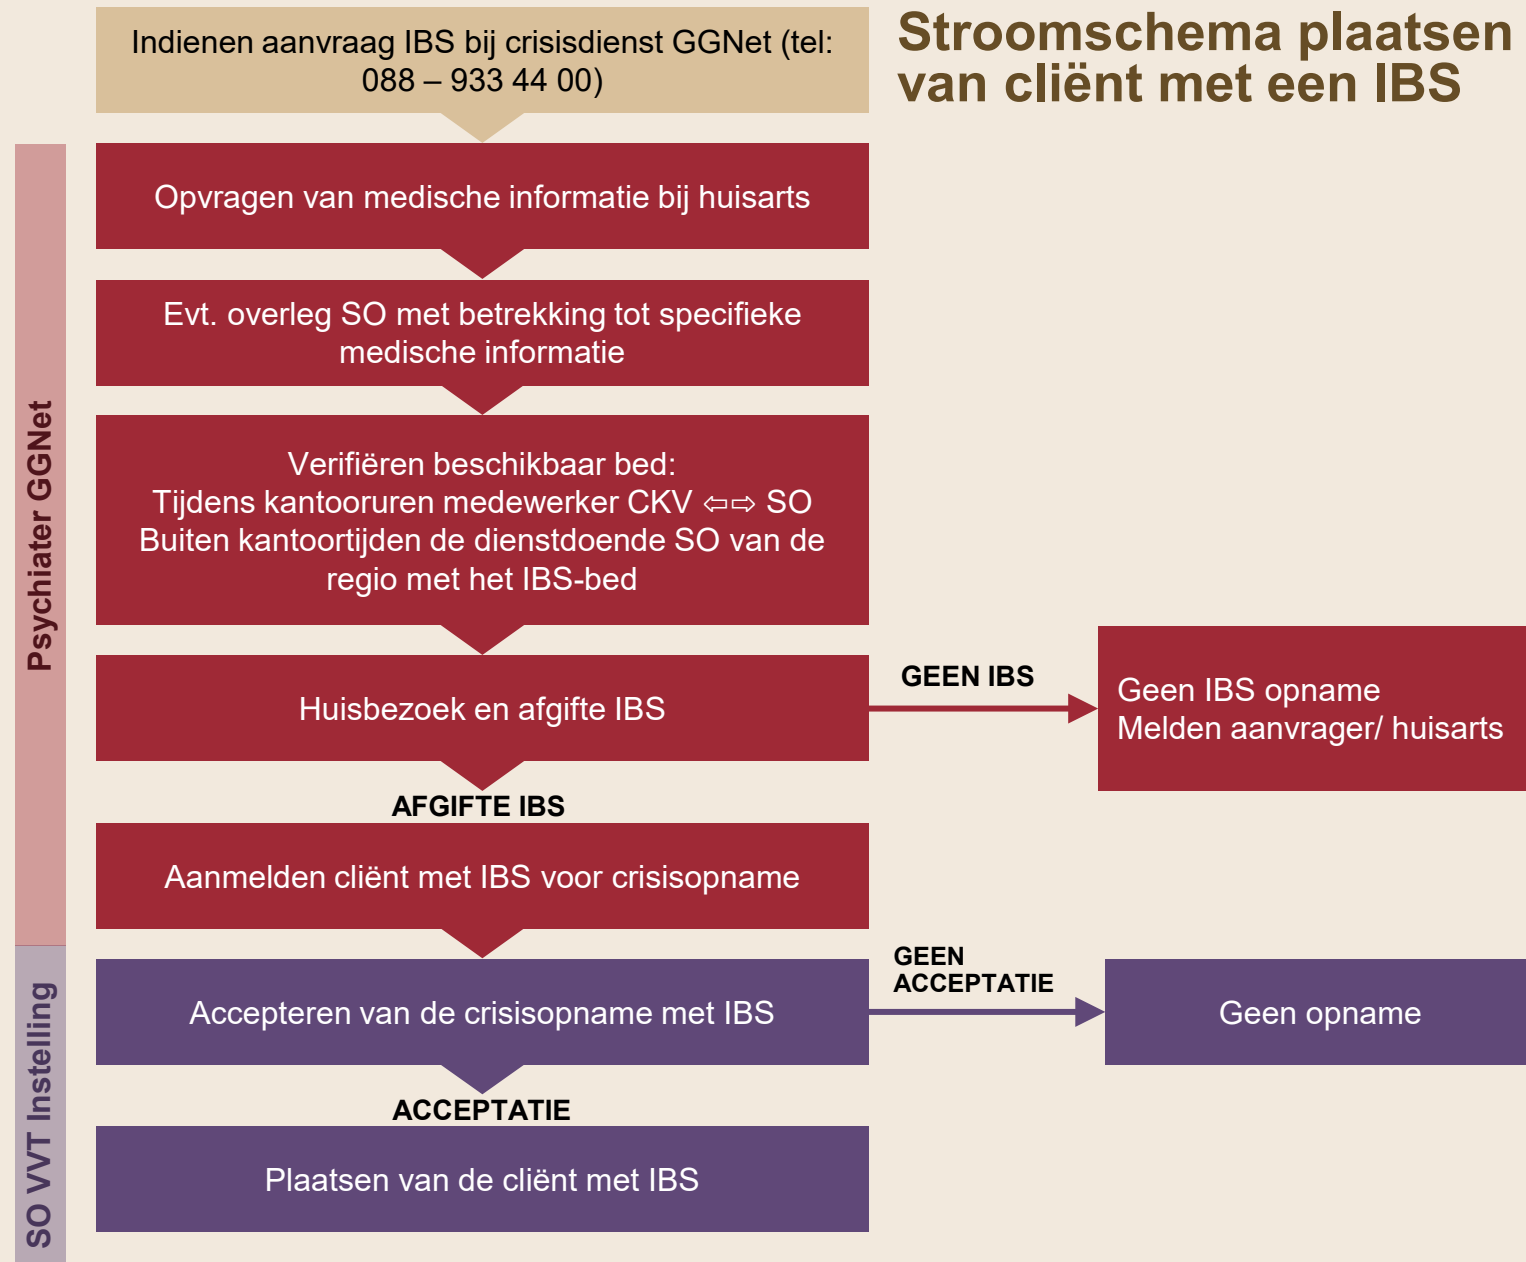 Stroomschema plaatsen
van cliënt met een IBS
Indienen aanvraag IBS bij crisisdienst GGNet (tel:
088 – 933 44 00)
Psychiater GGNet
Opvragen van medische informatie bij huisarts
Evt. overleg SO met betrekking tot specifieke
medische informatie
Verifiëren beschikbaar bed:
Tijdens kantooruren medewerker CKV ⇦⇨ SO
Buiten kantoortijden de dienstdoende SO van de
regio met het IBS-bed
Huisbezoek en afgifte IBS
GEEN IBS
Geen IBS opname
Melden aanvrager/ huisarts
AFGIFTE IBS
Aanmelden cliënt met IBS voor crisisopname
SO VVT Instelling
Accepteren van de crisisopname met IBS
GEEN
ACCEPTATIE
Geen opname
ACCEPTATIE
Plaatsen van de cliënt met IBS